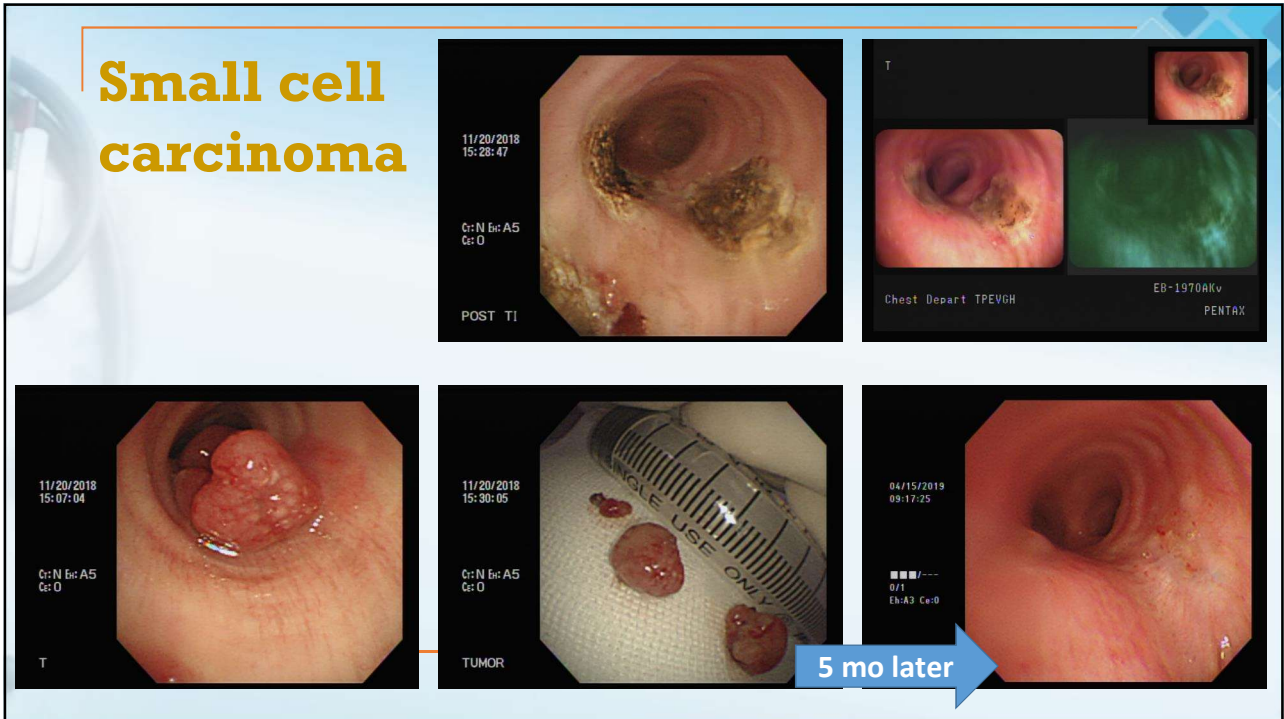 Small cell
carcinoma
11/20/2018
15:28:47
Cr:N Eh:A5
Ce:0
POST T!
T
Chest Depart TPEVGH
EB-1970AKv
PENTAX
11/20/2018
15:07:04
Cr:N Eh:A5
Ce:0
T
11/20/2018
15:30:05
Cr:N Eh:A5
Ce:0
TUMOR
SINGLE USE ONLY
04/15/2019
09:17:25
■■■/---
0/1
Eh:A3 Ce:0
5 mo later